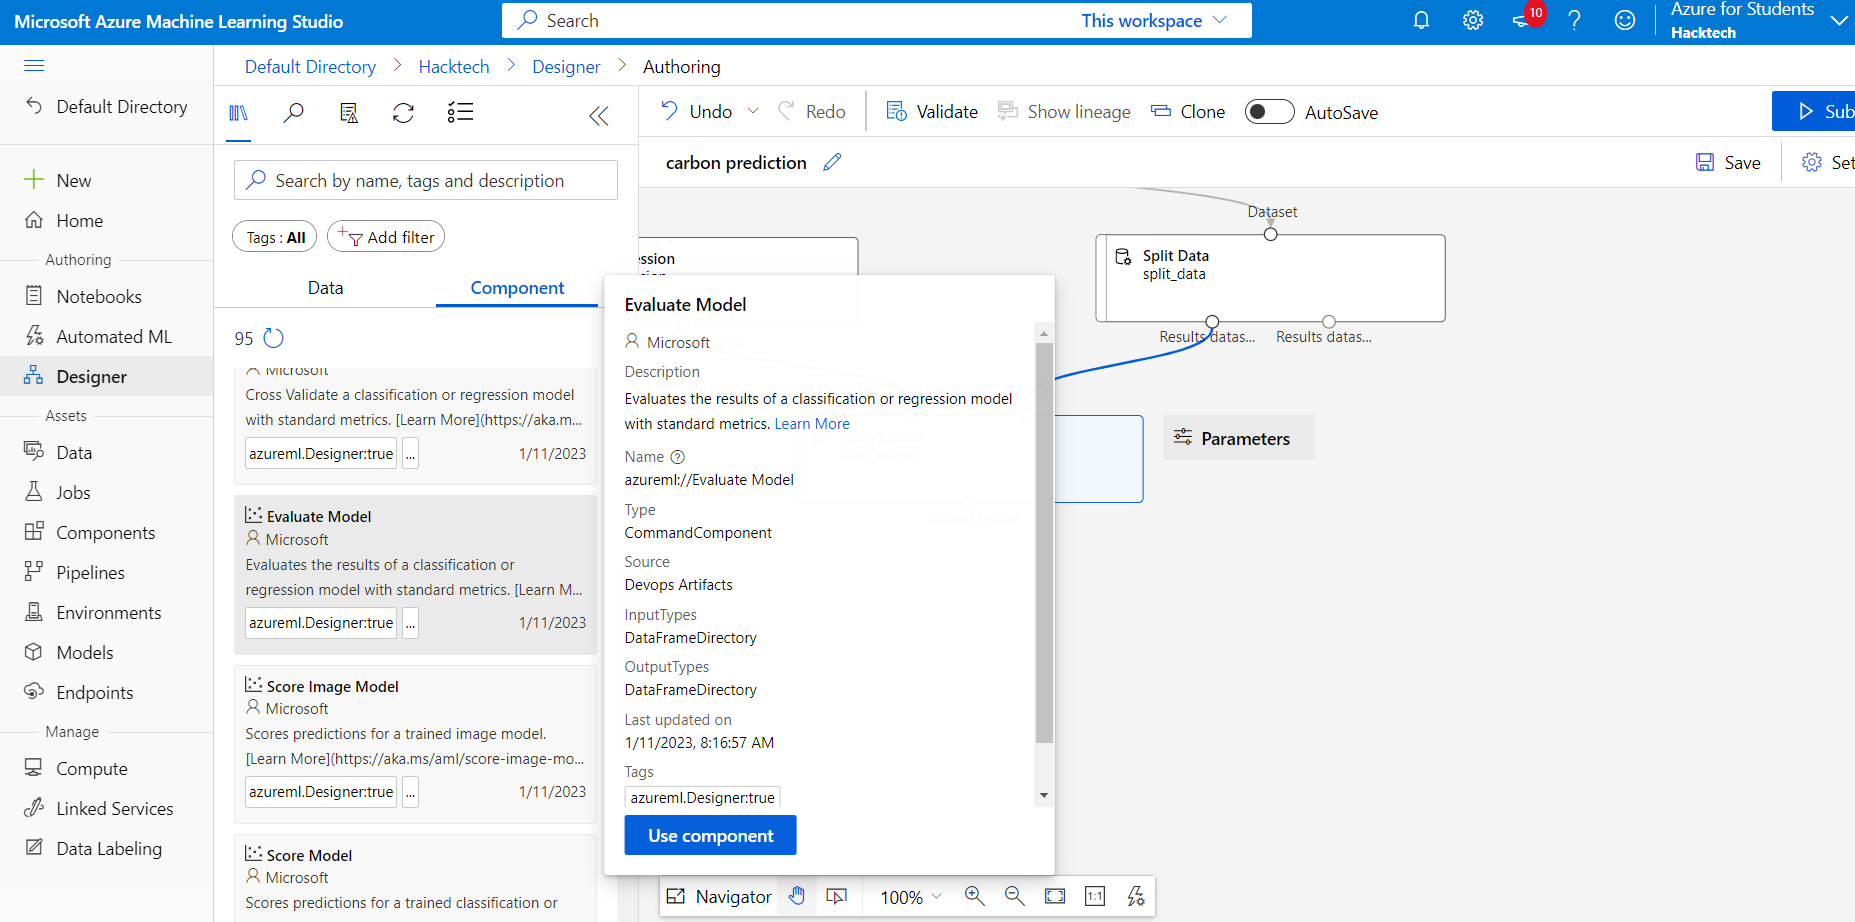 Microsoft Azure Machine Learning Studio
Search
This workspace
10
Azure for Students
Hacktech
Default Directory
Hacktech
Designer
Authoring
Default Directory
New
Home
Authoring
Notebooks
Automated ML
Designer
Assets
Data
Jobs
Components
Pipelines
Environments
Models
Endpoints
Manage
Compute
Linked Services
Data Labeling
Search by name, tags and description
Tags : All
Add filter
Data
Component
95
Microsoft
Cross Validate a classification or regression model
with standard metrics. [Learn More](https://aka.m...
azureml.Designer:true
...
1/11/2023
Evaluate Model
Microsoft
Evaluates the results of a classification or
regression model with standard metrics. [Learn M...
azureml.Designer:true
...
1/11/2023
Score Image Model
Microsoft
Scores predictions for a trained image model.
[Learn More](https://aka.ms/aml/score-image-mo...
azureml.Designer:true
...
1/11/2023
Score Model
Microsoft
Scores predictions for a trained classification or
Undo
Redo
Validate
Show lineage
Clone
AutoSave
Sub
carbon prediction
Save
Set
Dataset
ession
Split Data
split_data
Results datas...
Results datas...
Parameters
Evaluate Model
Microsoft
Description
Evaluates the results of a classification or regression model
with standard metrics. Learn More
Name
azureml://Evaluate Model
Type
CommandComponent
Source
Devops Artifacts
InputTypes
DataFrameDirectory
OutputTypes
DataFrameDirectory
Last updated on
1/11/2023, 8:16:57 AM
Tags
azureml.Designer:true
Use component
Navigator
100%
1:1